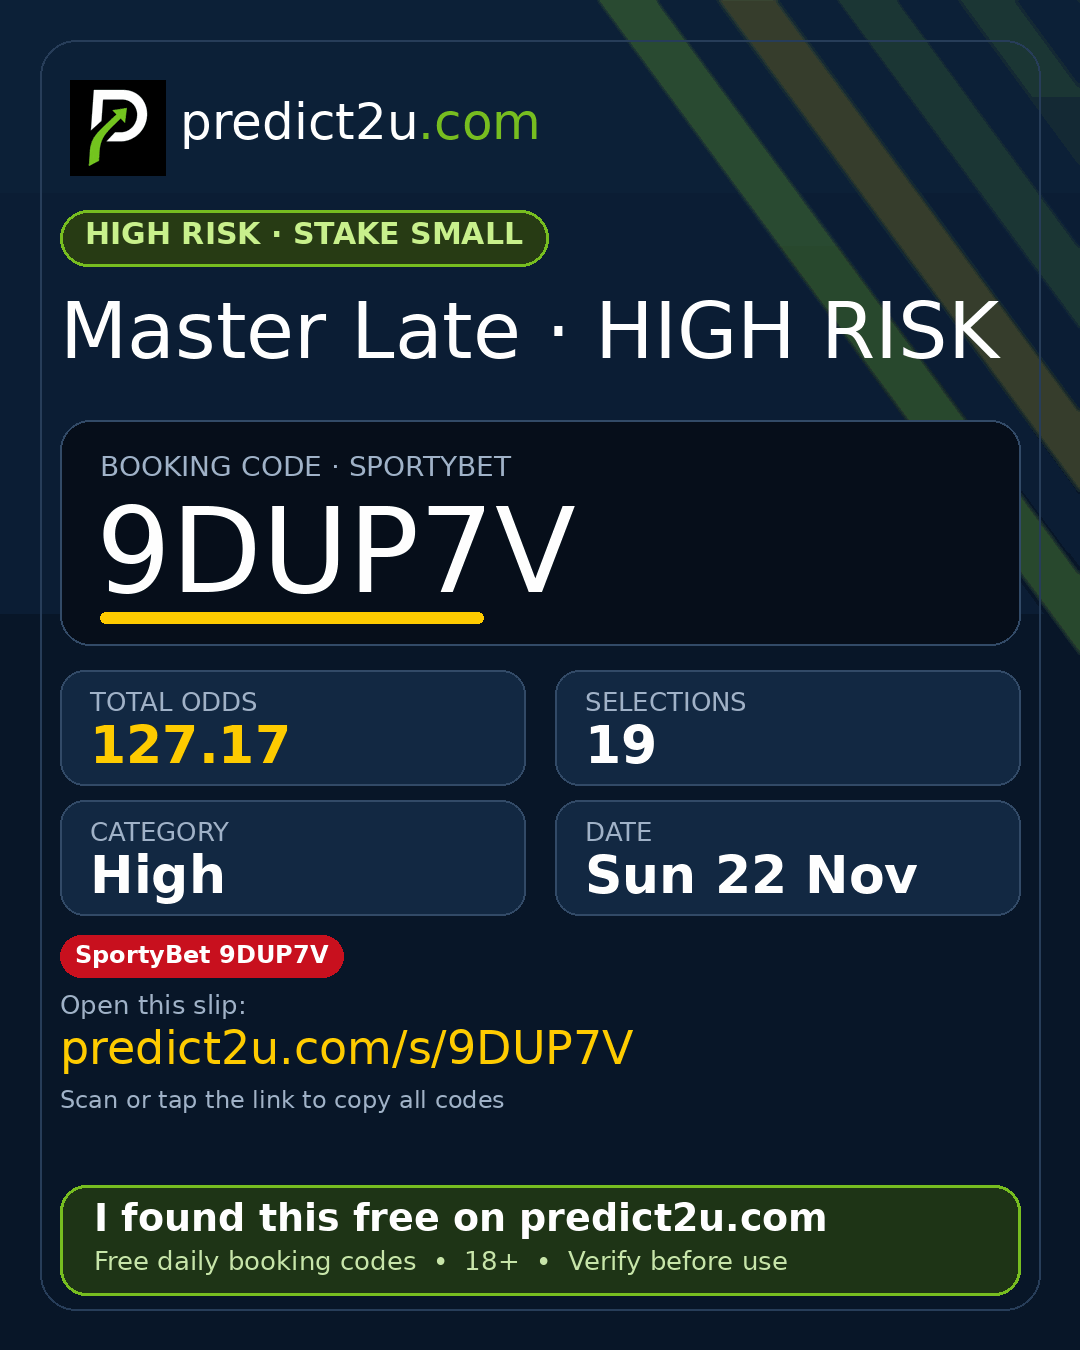 predict2u.com
HIGH RISK · STAKE SMALL
Master Late · HIGH RISK
BOOKING CODE · SPORTYBET
9DUP7V
TOTAL ODDS
127.17
SELECTIONS
19
CATEGORY
High
DATE
Sun 22 Nov
SportyBet 9DUP7V
Open this slip:
predict2u.com/s/9DUP7V
Scan or tap the link to copy all codes
I found this free on predict2u.com
Free daily booking codes • 18+ • Verify before use